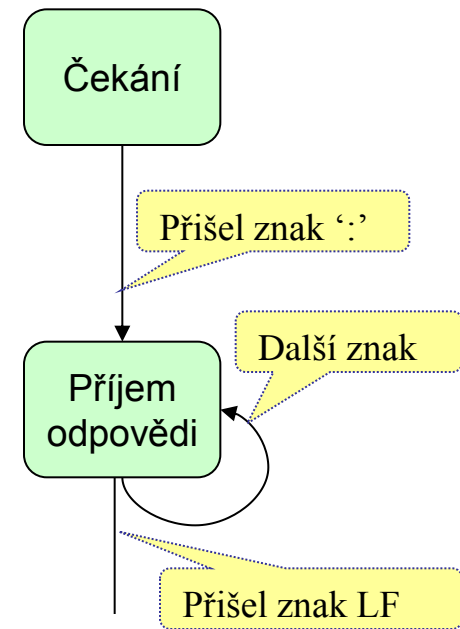 Čekání
Přišel znak ‘:’
Další znak
Příjem
odpovědi
Přišel znak LF